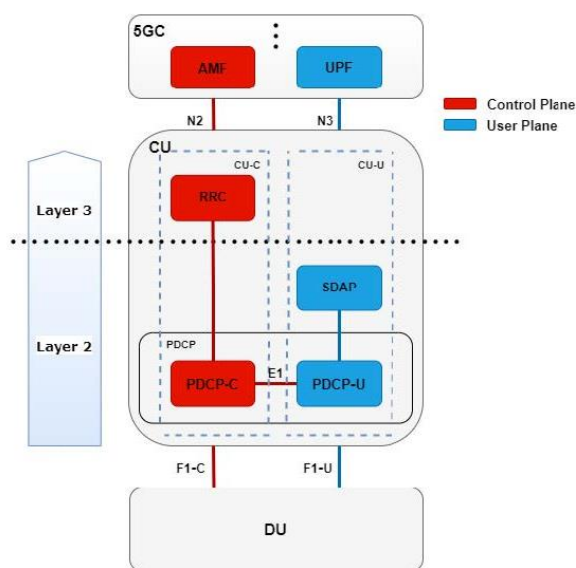 5GC
AMF
UPF
N2
N3
Control Plane
User Plane
CU
CU-C
CU-U
RRC
Layer 3
SDAP
Layer 2
PDCP
PDCP-C
E1
PDCP-U
F1-C
F1-U
DU